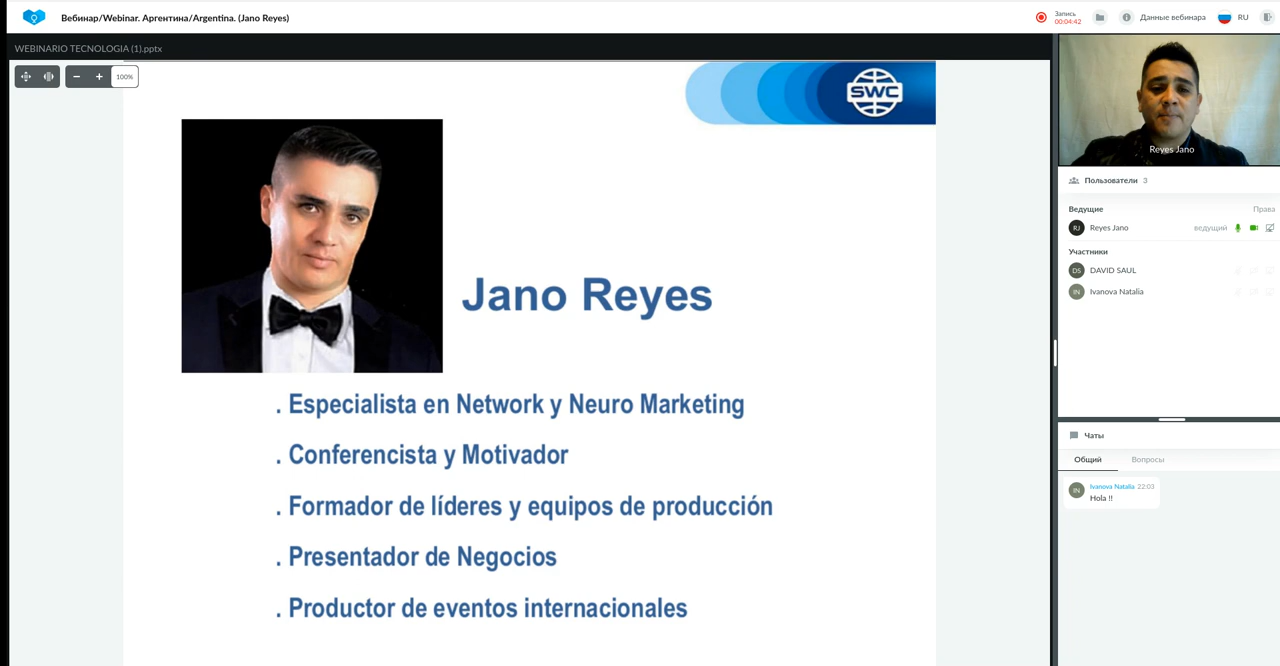 Вебинар/Webinar. Аргентина/Argentina. (Jano Reyes)
Запись
00:04:42
Данные вебинара
RU
WEBINARIO TECNOLOGIA (1).pptx
100%
SWC
Jano Reyes
. Especialista en Network y Neuro Marketing
. Conferencista y Motivador
. Formador de líderes y equipos de producción
. Presentador de Negocios
. Productor de eventos internacionales
Reyes Jano
Пользователи 3
Ведущие Права
RJ Reyes Jano ведущий
Участники
DS DAVID SAUL
IN Ivanova Natalia
Чаты
Общий Вопросы
IN Ivanova Natalia 22:03
Hola !!